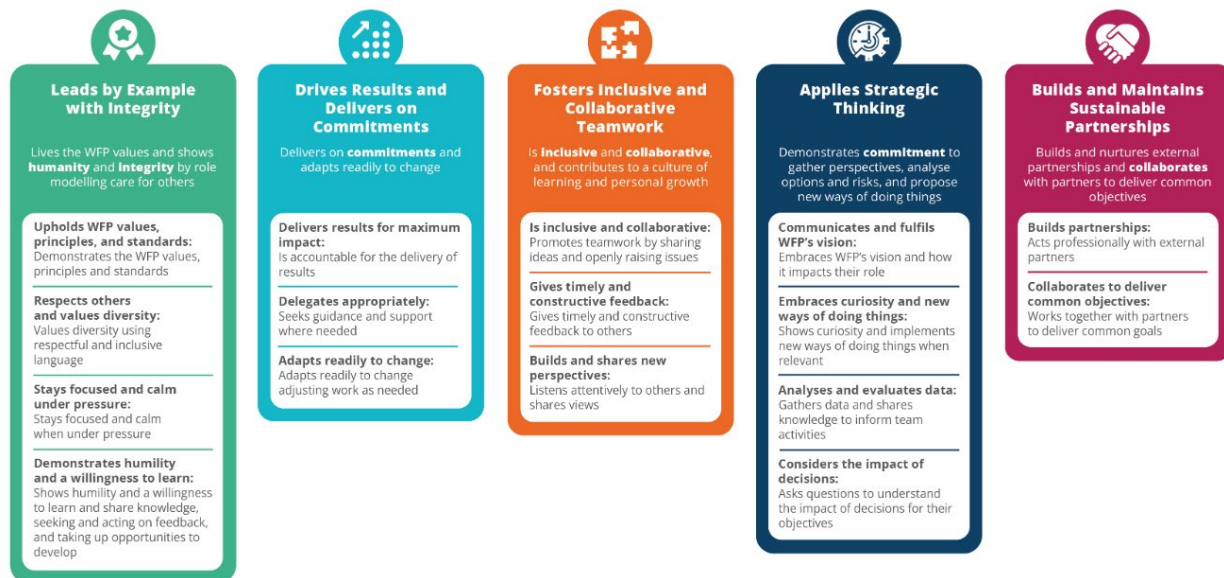 Leads by Example
with Integrity
Lives the WFP values and shows
humanity and integrity by role
modelling care for others
Upholds WFP values,
principles, and standards:
Demonstrates the WFP values,
principles and standards
Respects others
and values diversity:
Values diversity using
respectful and inclusive
language
Stays focused and calm
under pressure:
Stays focused and calm
when under pressure
Demonstrates humility
and a willingness to learn:
Shows humility and a willingness
to learn and share knowledge,
seeking and acting on feedback,
and taking up opportunities to
develop
Drives Results and
Delivers on
Commitments
Delivers on commitments and
adapts readily to change
Delivers results for maximum
impact:
Is accountable for the delivery of
results
Delegates appropriately:
Seeks guidance and support
where needed
Adapts readily to change:
Adapts readily to change
adjusting work as needed
Fosters Inclusive and
Collaborative
Teamwork
Is inclusive and collaborative,
and contributes to a culture of
learning and personal growth
Is inclusive and collaborative:
Promotes teamwork by sharing
ideas and openly raising issues
Gives timely and
constructive feedback:
Gives timely and constructive
feedback to others
Builds and shares new
perspectives:
Listens attentively to others and
shares views
Applies Strategic
Thinking
Demonstrates commitment to
gather perspectives, analyse
options and risks, and propose
new ways of doing things
Communicates and fulfils
WFP's vision:
Embraces WFP's vision and how
it impacts their role
Embraces curiosity and new
ways of doing things:
Shows curiosity and implements
new ways of doing things when
relevant
Analyses and evaluates data:
Gathers data and shares
knowledge to inform team
activities
Considers the impact of
decisions:
Asks questions to understand
the impact of decisions for their
objectives
Builds and Maintains
Sustainable
Partnerships
Builds and nurtures external
partnerships and collaborates
with partners to deliver common
objectives
Builds partnerships:
Acts professionally with external
partners
Collaborates to deliver
common objectives:
Works together with partners
to deliver common goals